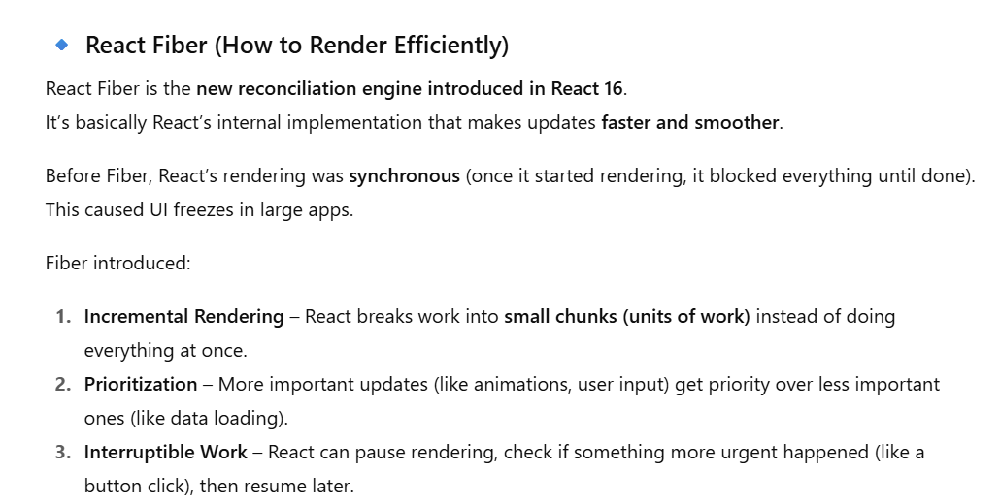 React Fiber (How to Render Efficiently)
React Fiber is the new reconciliation engine introduced in React 16.
It's basically React's internal implementation that makes updates faster and smoother.
Before Fiber, React's rendering was synchronous (once it started rendering, it blocked everything until done).
This caused UI freezes in large apps.
Fiber introduced:
1. Incremental Rendering – React breaks work into small chunks (units of work) instead of doing
everything at once.
2. Prioritization – More important updates (like animations, user input) get priority over less important
ones (like data loading).
3. Interruptible Work – React can pause rendering, check if something more urgent happened (like a
button click), then resume later.